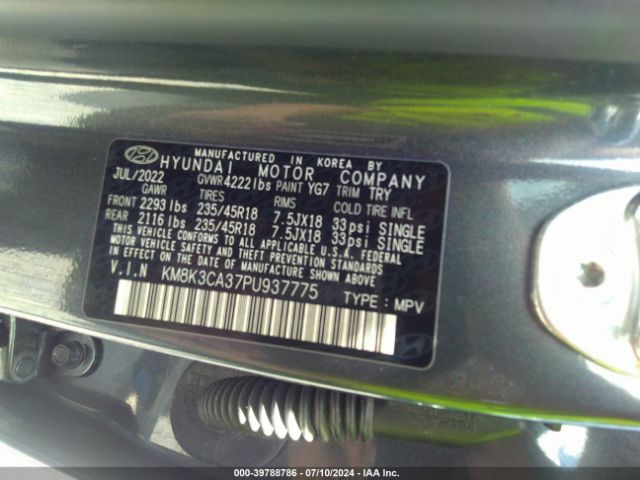 MANUFACTURED IN KOREA BY
HYUNDAI MOTOR COMPANY
JUL/2022 GVWR 4222 lbs PAINT YG7 TRIM TRY
GAWR TIRES RIMS COLD TIRE INFL
FRONT 2293 lbs 235/45R18 7.5JX18 33 psi SINGLE
REAR 2116 lbs 235/45R18 7.5JX18 33 psi SINGLE
THIS VEHICLE CONFORMS TO ALL APPLICABLE U.S.A. FEDERAL
MOTOR VEHICLE SAFETY AND THEFT PREVENTION STANDARDS
IN EFFECT ON THE DATE OF MANUFACTURE SHOWN ABOVE.
V.I.N KM8K3CA37PU937775 TYPE: MPV
000-39788786 / 07/10/2024 - IAA Inc.